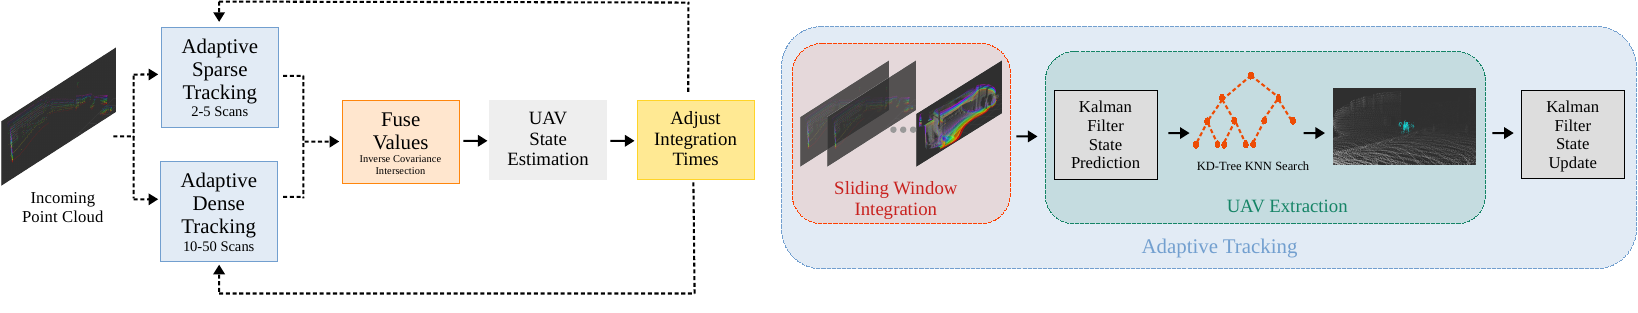 Incoming
Point Cloud
Adaptive
Sparse
Tracking
2-5 Scans
Adaptive
Dense
Tracking
10-50 Scans
Fuse
Values
Inverse Covariance
Intersection
UAV
State
Estimation
Adjust
Integration
Times
Sliding Window
Integration
Kalman
Filter
State
Prediction
KD-Tree KNN Search
UAV Extraction
Kalman
Filter
State
Update
Adaptive Tracking